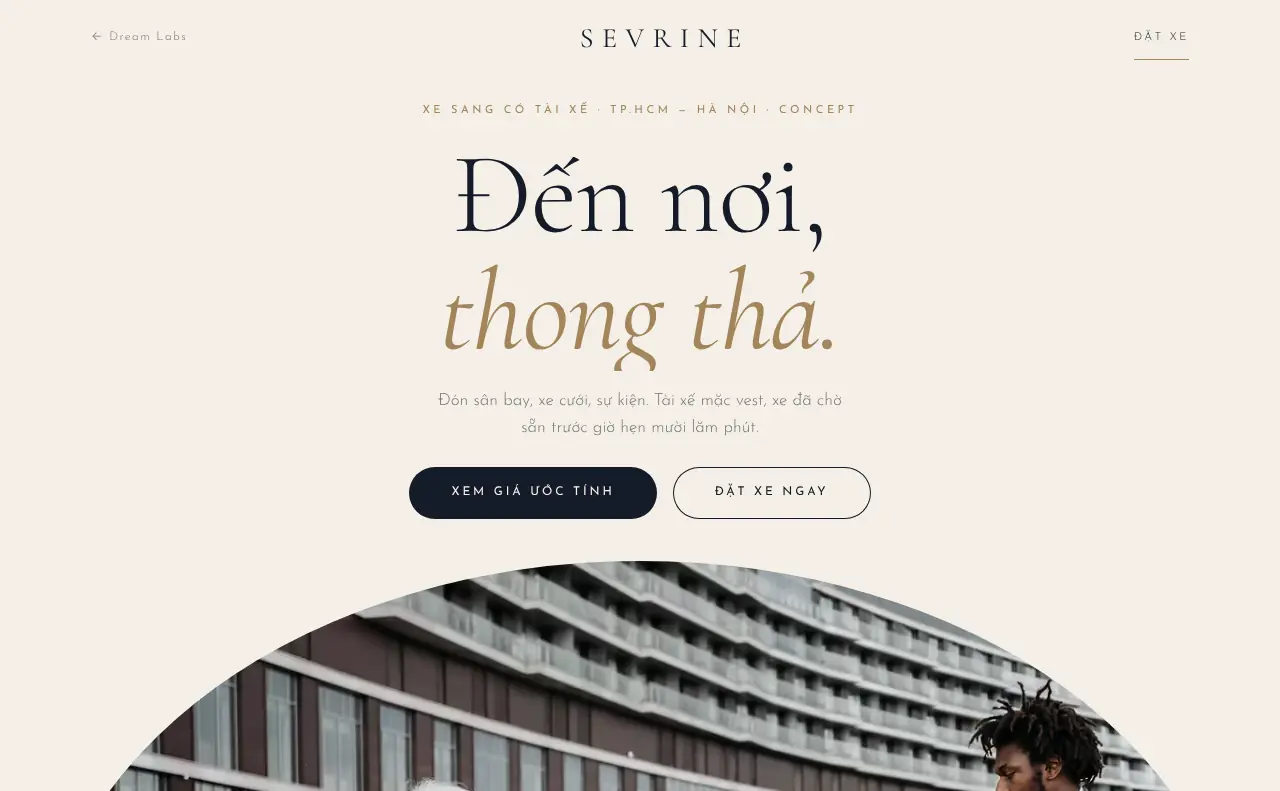 ← Dream Labs
SEVRINE
ĐẶT XE
XE SANG CÓ TÀI XẾ · TP.HCM – HÀ NỘI · CONCEPT
Đến nơi,
thong thả.
Đón sân bay, xe cưới, sự kiện. Tài xế mặc vest, xe đã chờ
sẵn trước giờ hẹn mười lăm phút.
XEM GIÁ ƯỚC TÍNH
ĐẶT XE NGAY